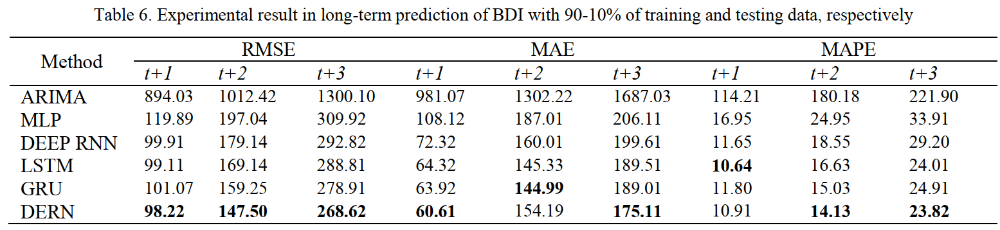 Table 6. Experimental result in long-term prediction of BDI with 90-10% of training and testing data, respectively
Method RMSE MAE MAPE
t+1 t+2 t+3 t+1 t+2 t+3 t+1 t+2 t+3
ARIMA 894.03 1012.42 1300.10 981.07 1302.22 1687.03 114.21 180.18 221.90
MLP 119.89 197.04 309.92 108.12 187.01 206.11 16.95 24.95 33.91
DEEP RNN 99.91 179.14 292.82 72.32 160.01 199.61 11.65 18.55 29.20
LSTM 99.11 169.14 288.81 64.32 145.33 189.51 10.64 16.63 24.01
GRU 101.07 159.25 278.91 63.92 144.99 189.01 11.80 15.03 24.91
DERN 98.22 147.50 268.62 60.61 154.19 175.11 10.91 14.13 23.82